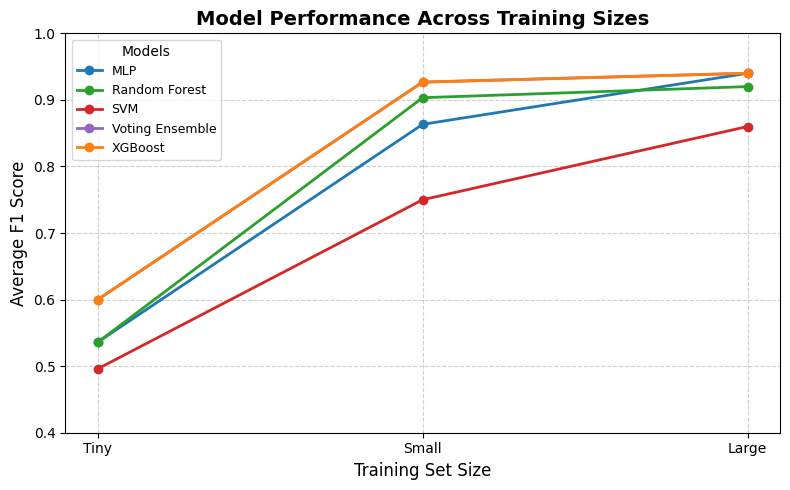 Model Performance Across Training Sizes
Models
MLP
Random Forest
SVM
Voting Ensemble
XGBoost
Average F1 Score
1.0
0.9
0.8
0.7
0.6
0.5
0.4
Tiny
Small
Large
Training Set Size